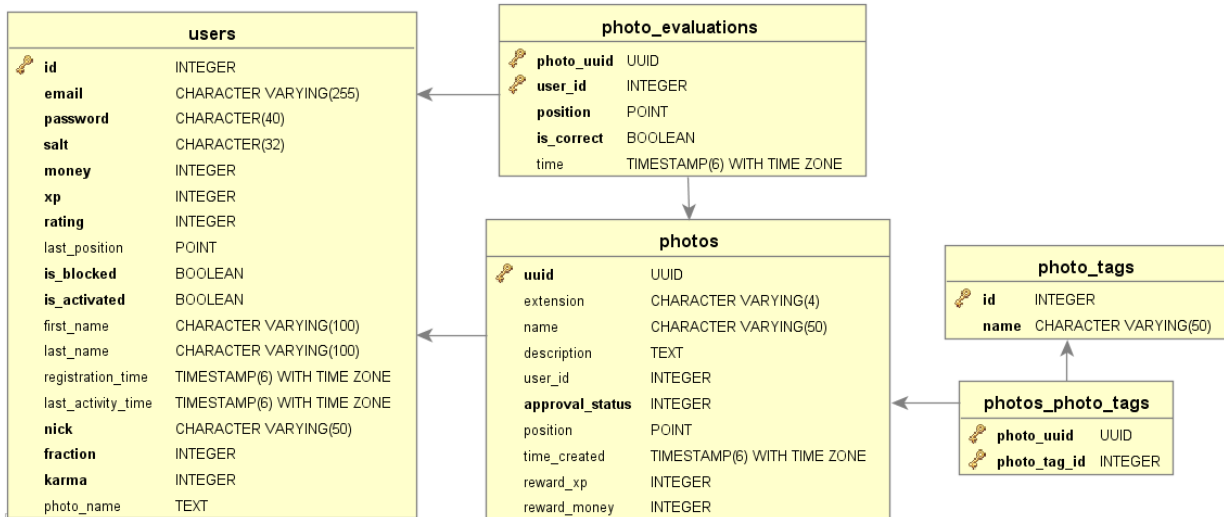 users
id INTEGER
email CHARACTER VARYING(255)
password CHARACTER(40)
salt CHARACTER(32)
money INTEGER
xp INTEGER
rating INTEGER
last_position POINT
is_blocked BOOLEAN
is_activated BOOLEAN
first_name CHARACTER VARYING(100)
last_name CHARACTER VARYING(100)
registration_time TIMESTAMP(6) WITH TIME ZONE
last_activity_time TIMESTAMP(6) WITH TIME ZONE
nick CHARACTER VARYING(50)
fraction INTEGER
karma INTEGER
photo_name TEXT
photo_evaluations
photo_uuid UUID
user_id INTEGER
position POINT
is_correct BOOLEAN
time TIMESTAMP(6) WITH TIME ZONE
photos
uuid UUID
extension CHARACTER VARYING(4)
name CHARACTER VARYING(50)
description TEXT
user_id INTEGER
approval_status INTEGER
position POINT
time_created TIMESTAMP(6) WITH TIME ZONE
reward_xp INTEGER
reward_money INTEGER
photo_tags
id INTEGER
name CHARACTER VARYING(50)
photos_photo_tags
photo_uuid UUID
photo_tag_id INTEGER